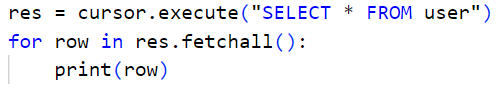 res = cursor.execute("SELECT * FROM user")
for row in res.fetchall():
    print(row)